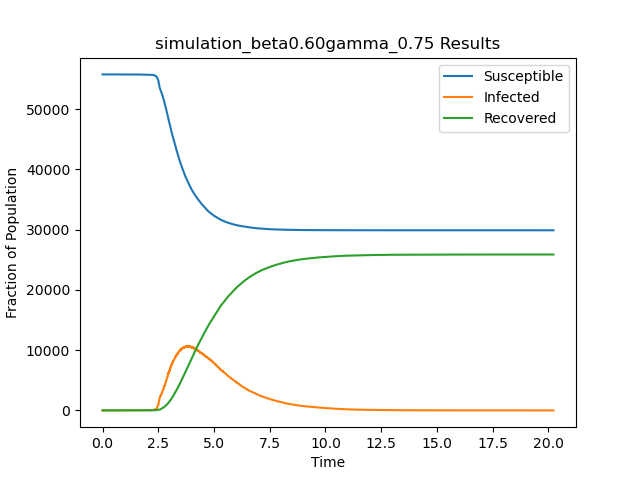 simulation_beta0.60gamma_0.75 Results
Susceptible
Infected
Recovered
Fraction of Population
50000
40000
30000
20000
10000
0
0.0 2.5 5.0 7.5 10.0 12.5 15.0 17.5 20.0
Time